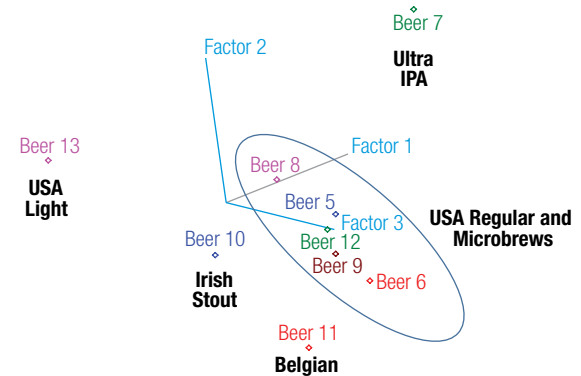 Beer 7
Ultra
IPA
Factor 2
Beer 13
USA
Light
Factor 1
Beer 8
Beer 5
Factor 3
USA Regular and
Microbrews
Beer 12
Beer 10
Beer 9
Irish
Stout
Beer 6
Beer 11
Belgian